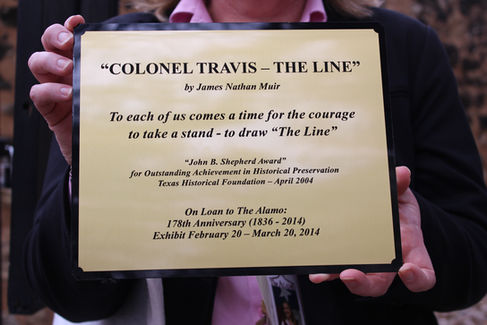 “COLONEL TRAVIS – THE LINE”
by James Nathan Muir
To each of us comes a time for the courage
to take a stand - to draw “The Line”
“John B. Shepherd Award”
for Outstanding Achievement in Historical Preservation
Texas Historical Foundation – April 2004
On Loan to The Alamo:
178th Anniversary (1836 - 2014)
Exhibit February 20 – March 20, 2014